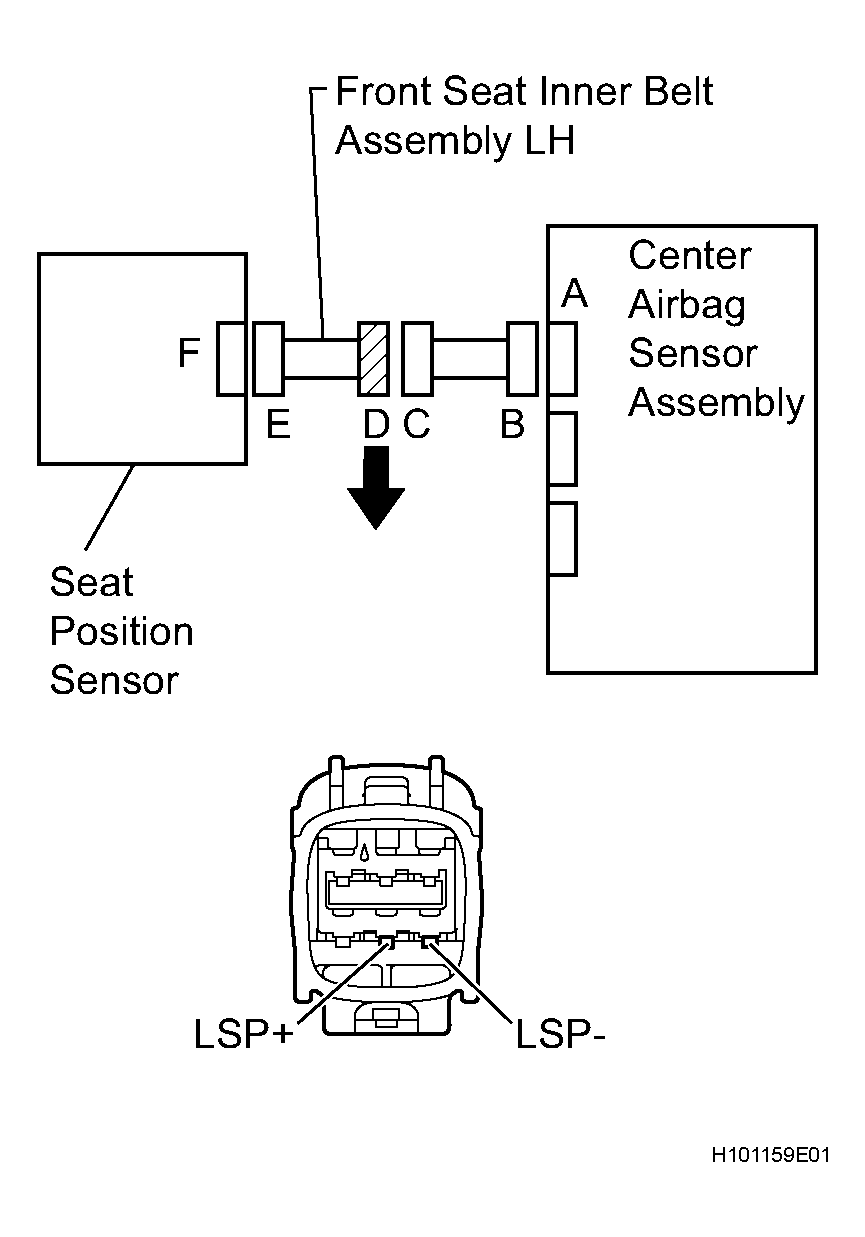 Front Seat Inner Belt
Assembly LH
Center
Airbag
Sensor
Assembly
A
F
E
D
C
B
Seat
Position
Sensor
LSP+
LSP-
H101159E01